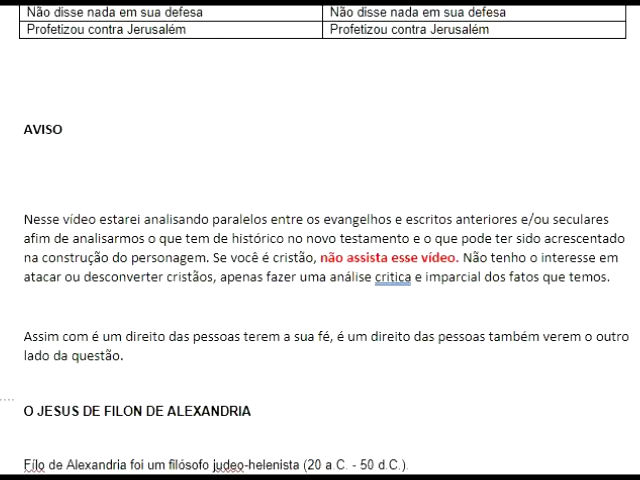 Não disse nada em sua defesa Não disse nada em sua defesa
Profetizou contra Jerusalém Profetizou contra Jerusalém
AVISO
Nesse vídeo estarei analisando paralelos entre os evangelhos e escritos anteriores e/ou seculares
afim de analisarmos o que tem de histórico no novo testamento e o que pode ter sido acrescentado
na construção do personagem. Se você é cristão, não assista esse vídeo. Não tenho o interesse em
atacar ou desconverter cristãos, apenas fazer uma análise critica e imparcial dos fatos que temos.
Assim com é um direito das pessoas terem a sua fé, é um direito das pessoas também verem o outro
lado da questão.
O JESUS DE FILON DE ALEXANDRIA
Fílo de Alexandria foi um filósofo judeo-helenista (20 a.C. - 50 d.C.).